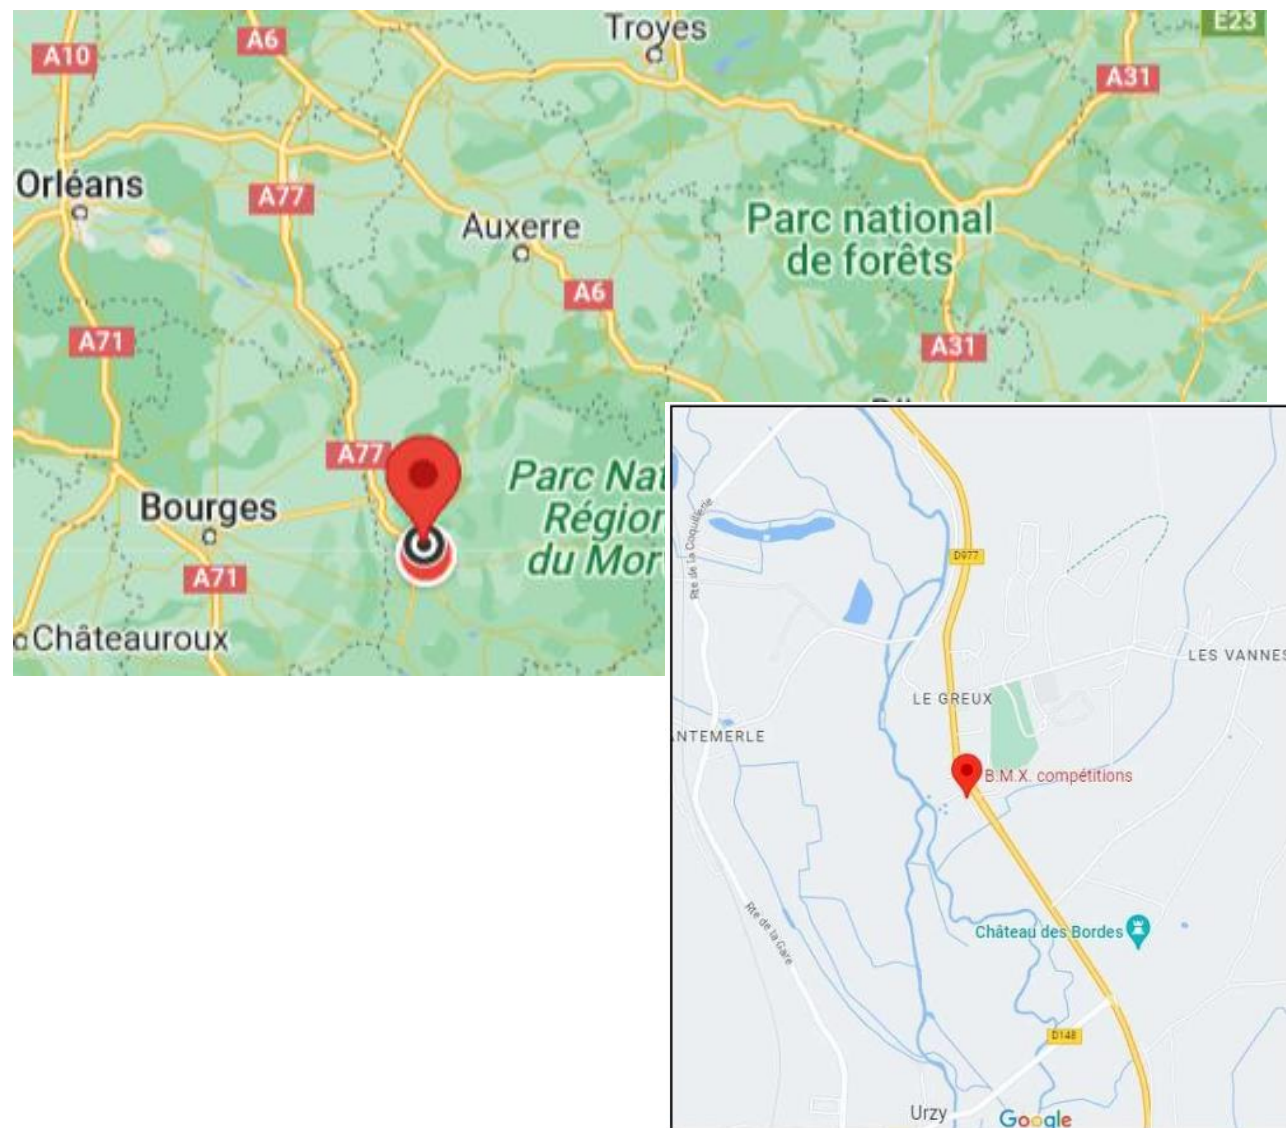 Troyes
E23
A10
A6
A31
Orléans
A77
Parc national
de forêts
Auxerre
A6
A71
A31
A77
Parc Nat
Région
du Mor
Bourges
A71
Châteauroux
Rte de la Coquillerie
D977
LES VANNES
LE GREUX
ANTEMERLE
B.M.X. compétitions
Rte de la Gare
Château des Bordes
D148
Urzy
Google